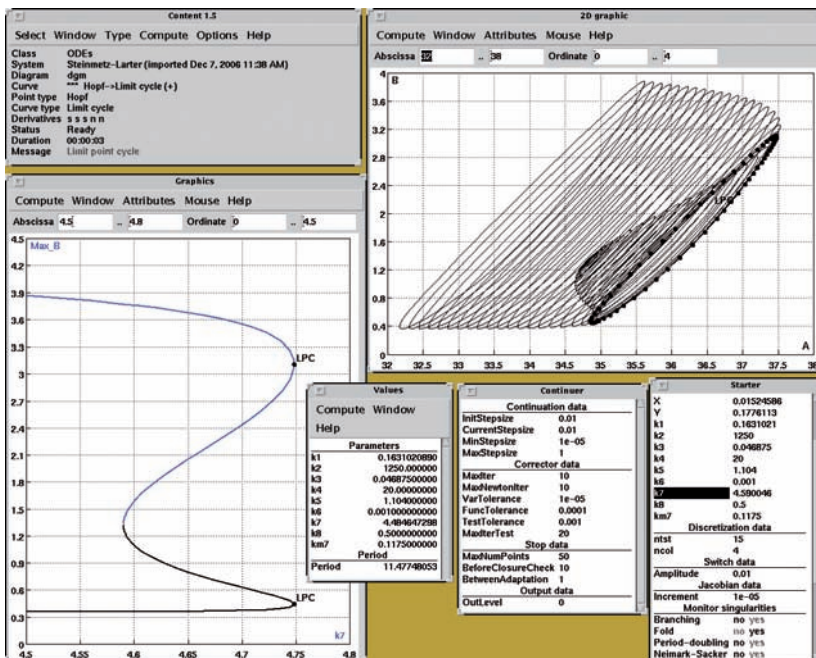 Content 1.5
Select Window Type Compute Options Help
Class ODEs
System Steinmetz-Larter (imported Dec 7, 2006 11:38 AM)
Diagram dgm
Curve *** Hopf->Limit cycle (+)
Point type Hopf
Curve type Limit cycle
Derivatives s s s n n
Status Ready
Duration 00:00:03
Message Limit point cycle
2D graphic
Compute Window Attributes Mouse Help
Abscissa 32 .. 38 Ordinate 0 .. 4
B
4
3.6
3.2
2.8
2.4
2
1.6
1.2
0.8
0.4
0
LPC
A
32 32.5 33 33.5 34 34.5 35 35.5 36 36.5 37 37.5 38
Graphics
Compute Window Attributes Mouse Help
Abscissa 4.5 .. 4.8 Ordinate 0 .. 4.5
Max_B
4.5
3.9
3.6
3.3
3
2.7
2.4
2.1
1.8
1.5
1.2
0.9
0.6
0.3
0
LPC
LPC
k7
4.5 4.55 4.6 4.65 4.7 4.75 4.8
Values
Compute Window
Help
Parameters
k1 0.1631020890
k2 1250.000000
k3 0.04687500000
k4 20.00000000
k5 1.104000000
k6 0.001000000000
k7 4.484647298
k8 0.5000000000
km7 0.1175000000
Period
Period 11.47748053
Continuer
Continuation data
InitStepsize 0.01
CurrentStepsize 0.01
MinStepsize 1e-05
MaxStepsize 1
Corrector data
MaxIter 10
MaxNewtonIter 10
VarTolerance 1e-05
FuncTolerance 0.0001
TestTolerance 0.001
MaxIterTest 20
Stop data
MaxNumPoints 50
BeforeClosureCheck 10
BetweenAdaptation 1
Output data
OutLevel 0
Starter
X 0.01524586
Y 0.1776113
k1 0.1631021
k2 1250
k3 0.046875
k4 20
k5 1.104
k6 0.001
k7 4.590046
k8 0.5
km7 0.1175
Discretization data
ntst 15
ncol 4
Switch data
Amplitude 0.01
Jacobian data
Increment 1e-05
Monitor singularities
Branching no yes
Fold no yes
Period-doubling no yes
Neimark-Sacker no yes